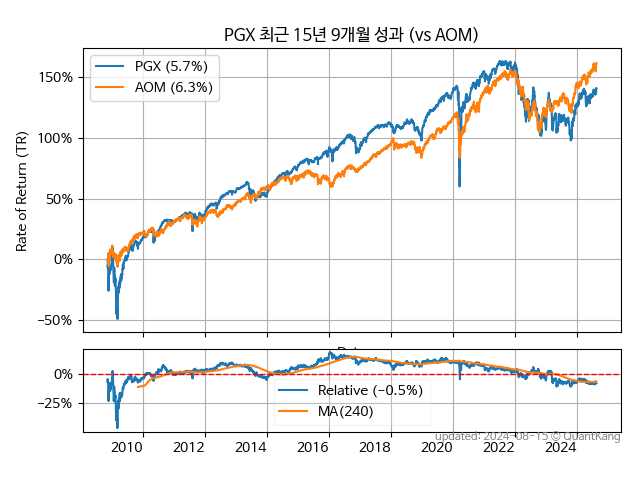 PGX 최근 15년 9개월 성과 (vs AOM)
Rate of Return (TR)
150%
100%
50%
0%
−50%
PGX (5.7%)
AOM (6.3%)
0%
−25%
Relative (−0.5%)
MA(240)
2010 2012 2014 2016 2018 2020 2022 2024
updated: 2024-08-15 © QuantKang